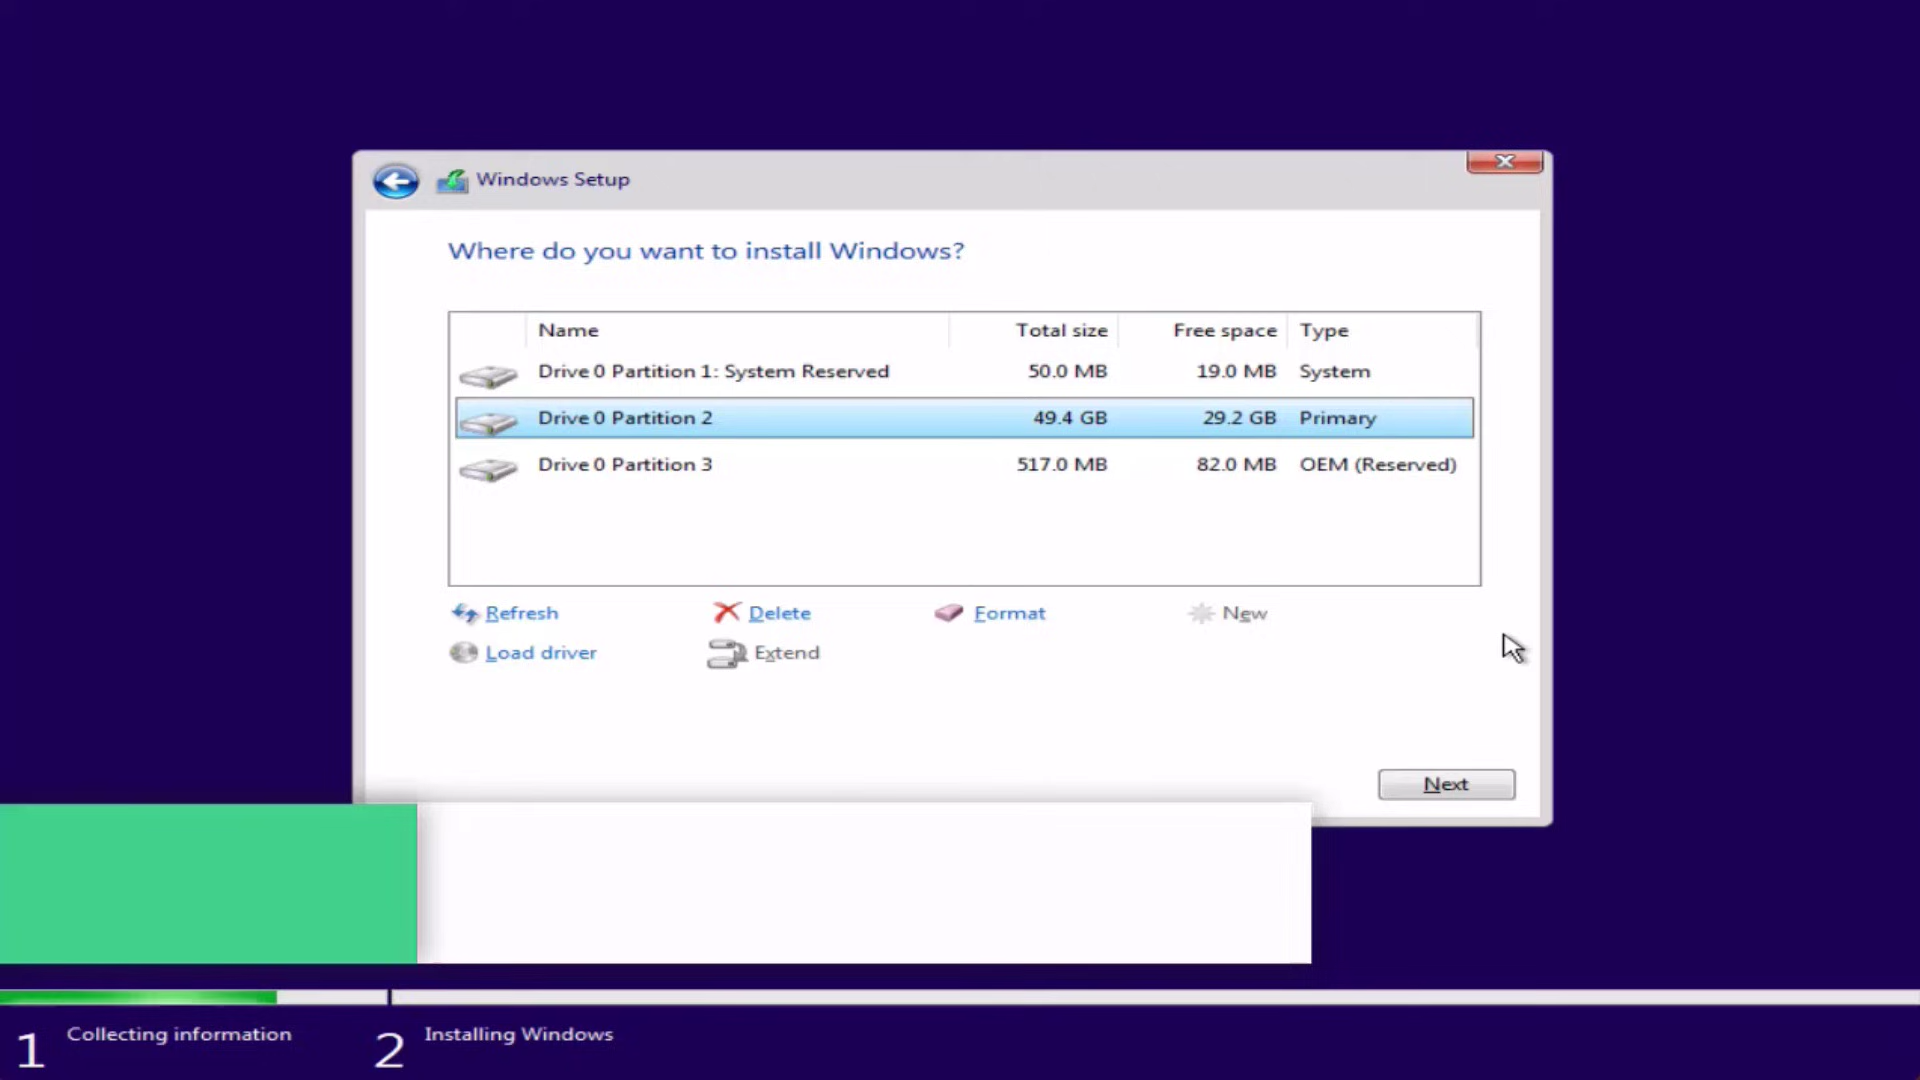 Windows Setup
Where do you want to install Windows?
Name Total size Free space Type
Drive 0 Partition 1: System Reserved 50.0 MB 19.0 MB System
Drive 0 Partition 2 49.4 GB 29.2 GB Primary
Drive 0 Partition 3 517.0 MB 82.0 MB OEM (Reserved)
Refresh Delete Format New
Load driver Extend
Next
1 Collecting information 2 Installing Windows